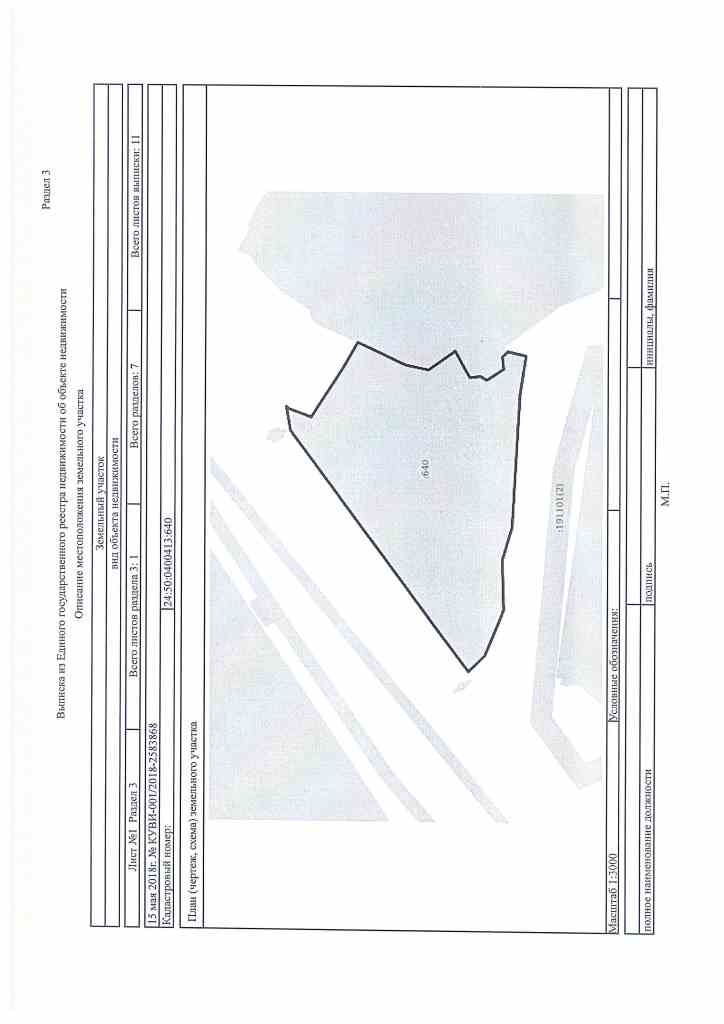 Раздел 3
Выписка из Единого государственного реестра недвижимости об объекте недвижимости
Описание местоположения земельного участка
Земельный участок
вид объекта недвижимости
Лист №1 Раздел 3 Всего листов раздела 3: 1 Всего разделов: 7 Всего листов выписки: 11
15 мая 2018г. № КУВИ-001/2018-2583868
Кадастровый номер: 24:50:0400413:640
План (чертеж, схема) земельного участка
:640
:191101(2)
Масштаб 1:3000 Условные обозначения:
полное наименование должности подпись инициалы, фамилия
М.П.